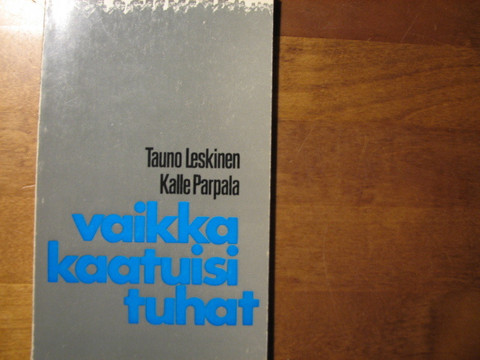 Tauno Leskinen
Kalle Parpala
vaikka
kaatuisi
tuhat